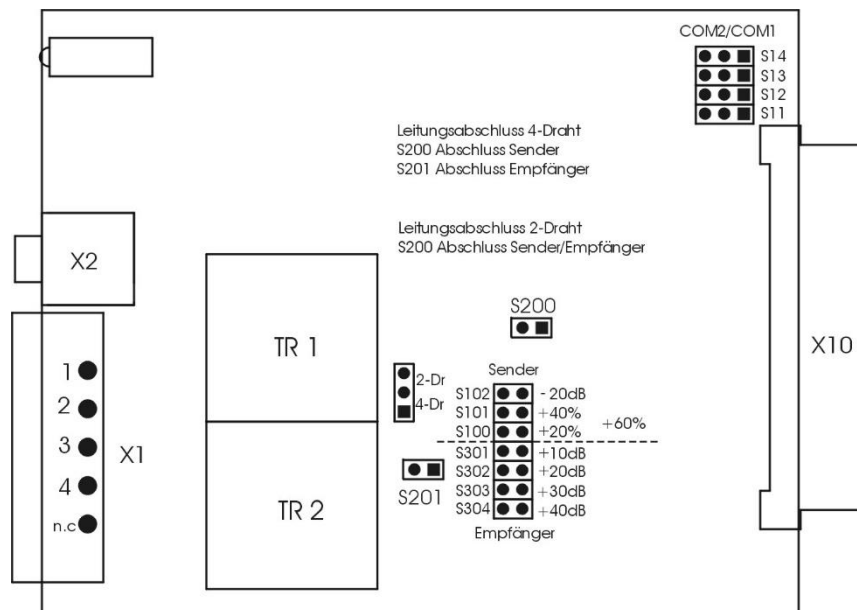 COM2/COM1
S14
S13
S12
S11
Leitungsabschluss 4-Draht
S200 Abschluss Sender
S201 Abschluss Empfänger
Leitungsabschluss 2-Draht
S200 Abschluss Sender/Empfänger
X2
S200
TR 1
X10
Sender
2-Dr
4-Dr
S102 - 20dB
S101 +40%
S100 +20%
+60%
S301 +10dB
S302 +20dB
S303 +30dB
S304 +40dB
Empfänger
S201
TR 2
1
2
3
4
n.c
X1